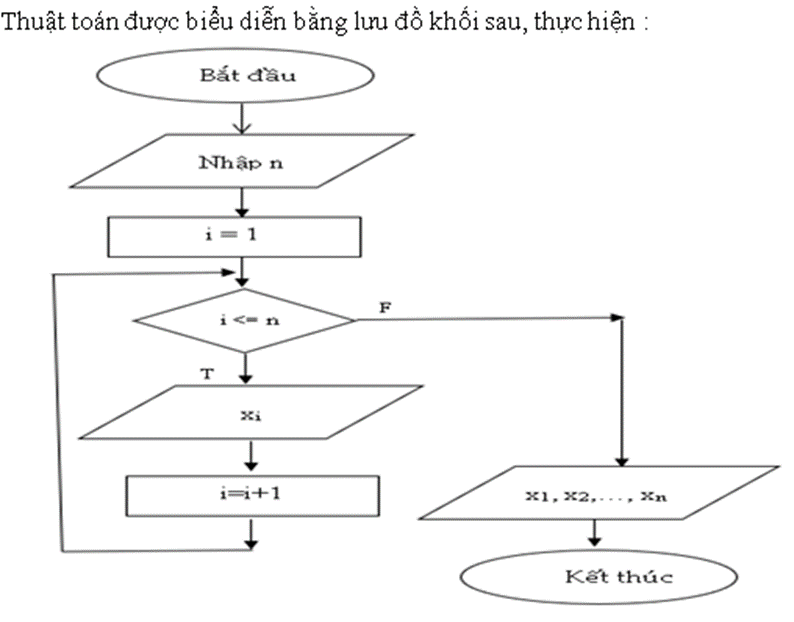 Thuật toán được biểu diễn bằng lưu đồ khối sau, thực hiện :
Bắt đầu
Nhập n
i = 1
i <= n
F
T
xi
i=i+1
x1, x2,..., xn
Kết thúc